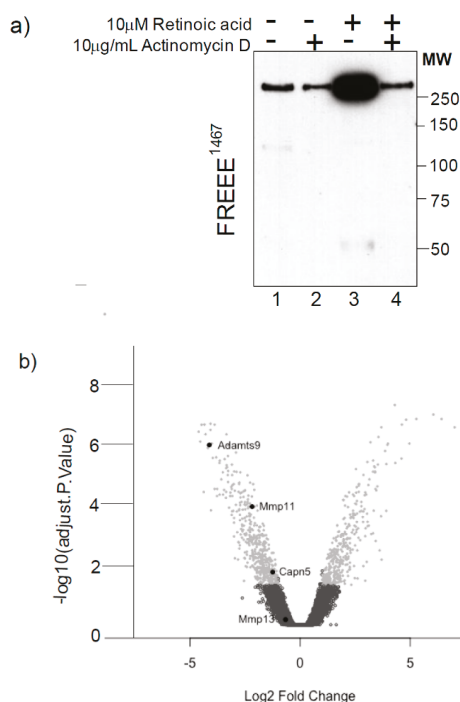 a)
10μM Retinoic acid - - + +
10μg/mL Actinomycin D - + - +
MW
250
150
100
75
50
FREEE1467
1 2 3 4
b)
-log10(adjust.P.Value)
8
6
4
2
0
Adamts9
Mmp11
Capn5
Mmp13
-5 0 5
Log2 Fold Change